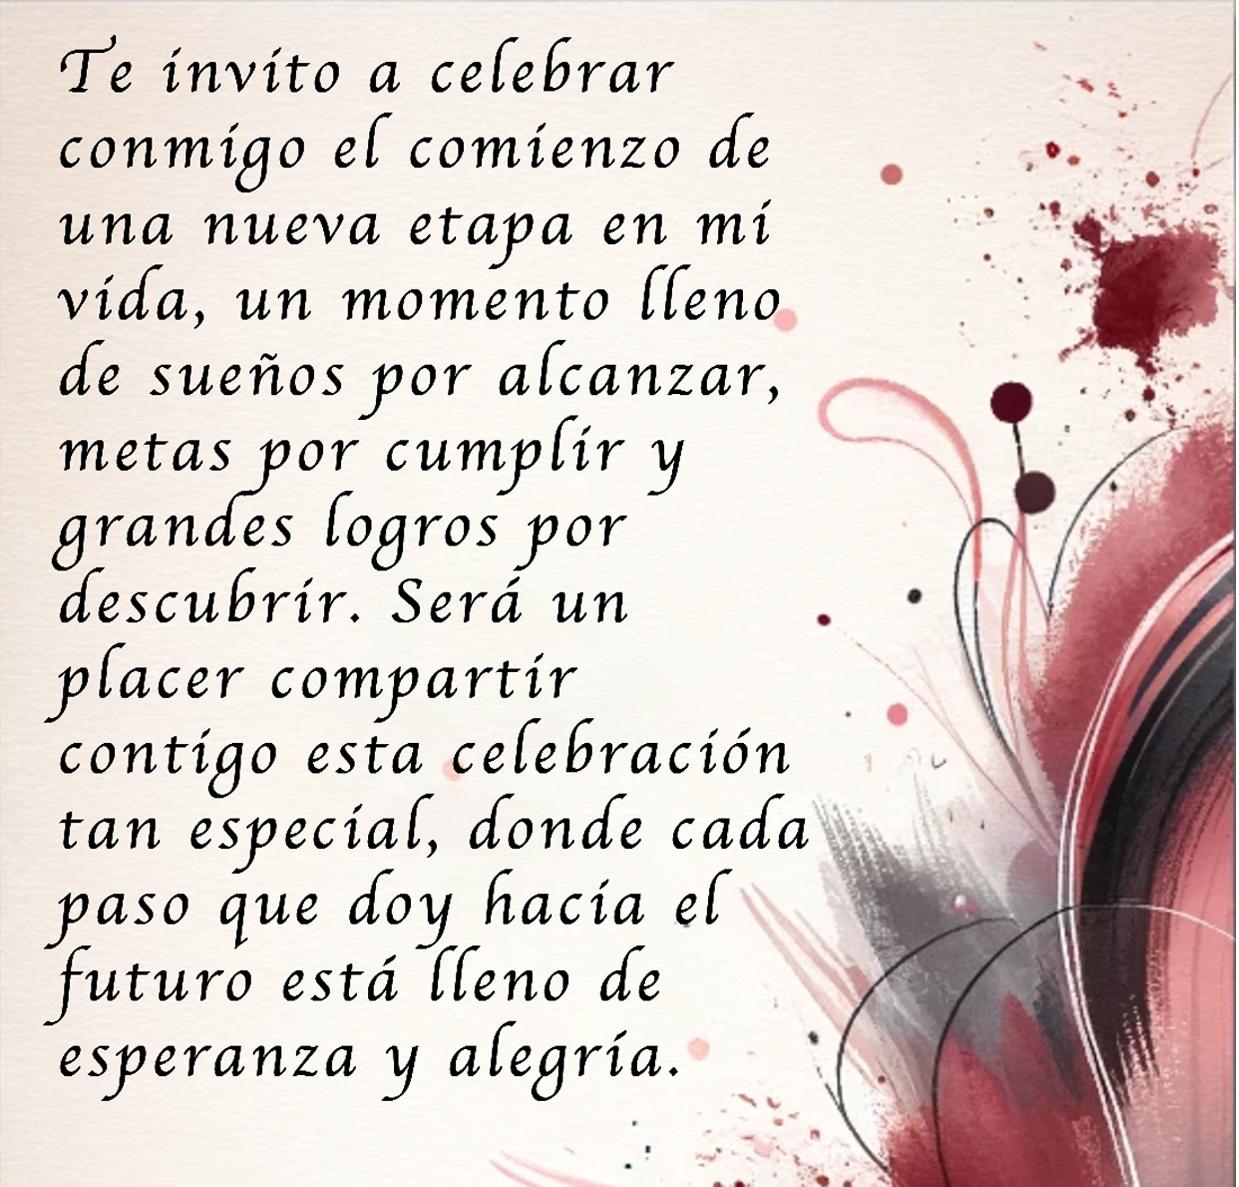 Te invito a celebrar
conmigo el comienzo de
una nueva etapa en mi
vida, un momento lleno
de sueños por alcanzar,
metas por cumplir y
grandes logros por
descubrir. Será un
placer compartir
contigo esta celebración
tan especial, donde cada
paso que doy hacia el
futuro está lleno de
esperanza y alegría.